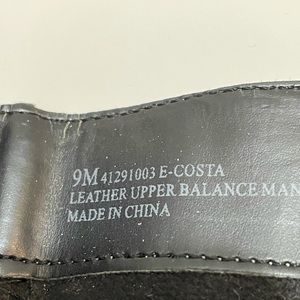 9M 41291003 E-COSTA
LEATHER UPPER BALANCE MAN
MADE IN CHINA